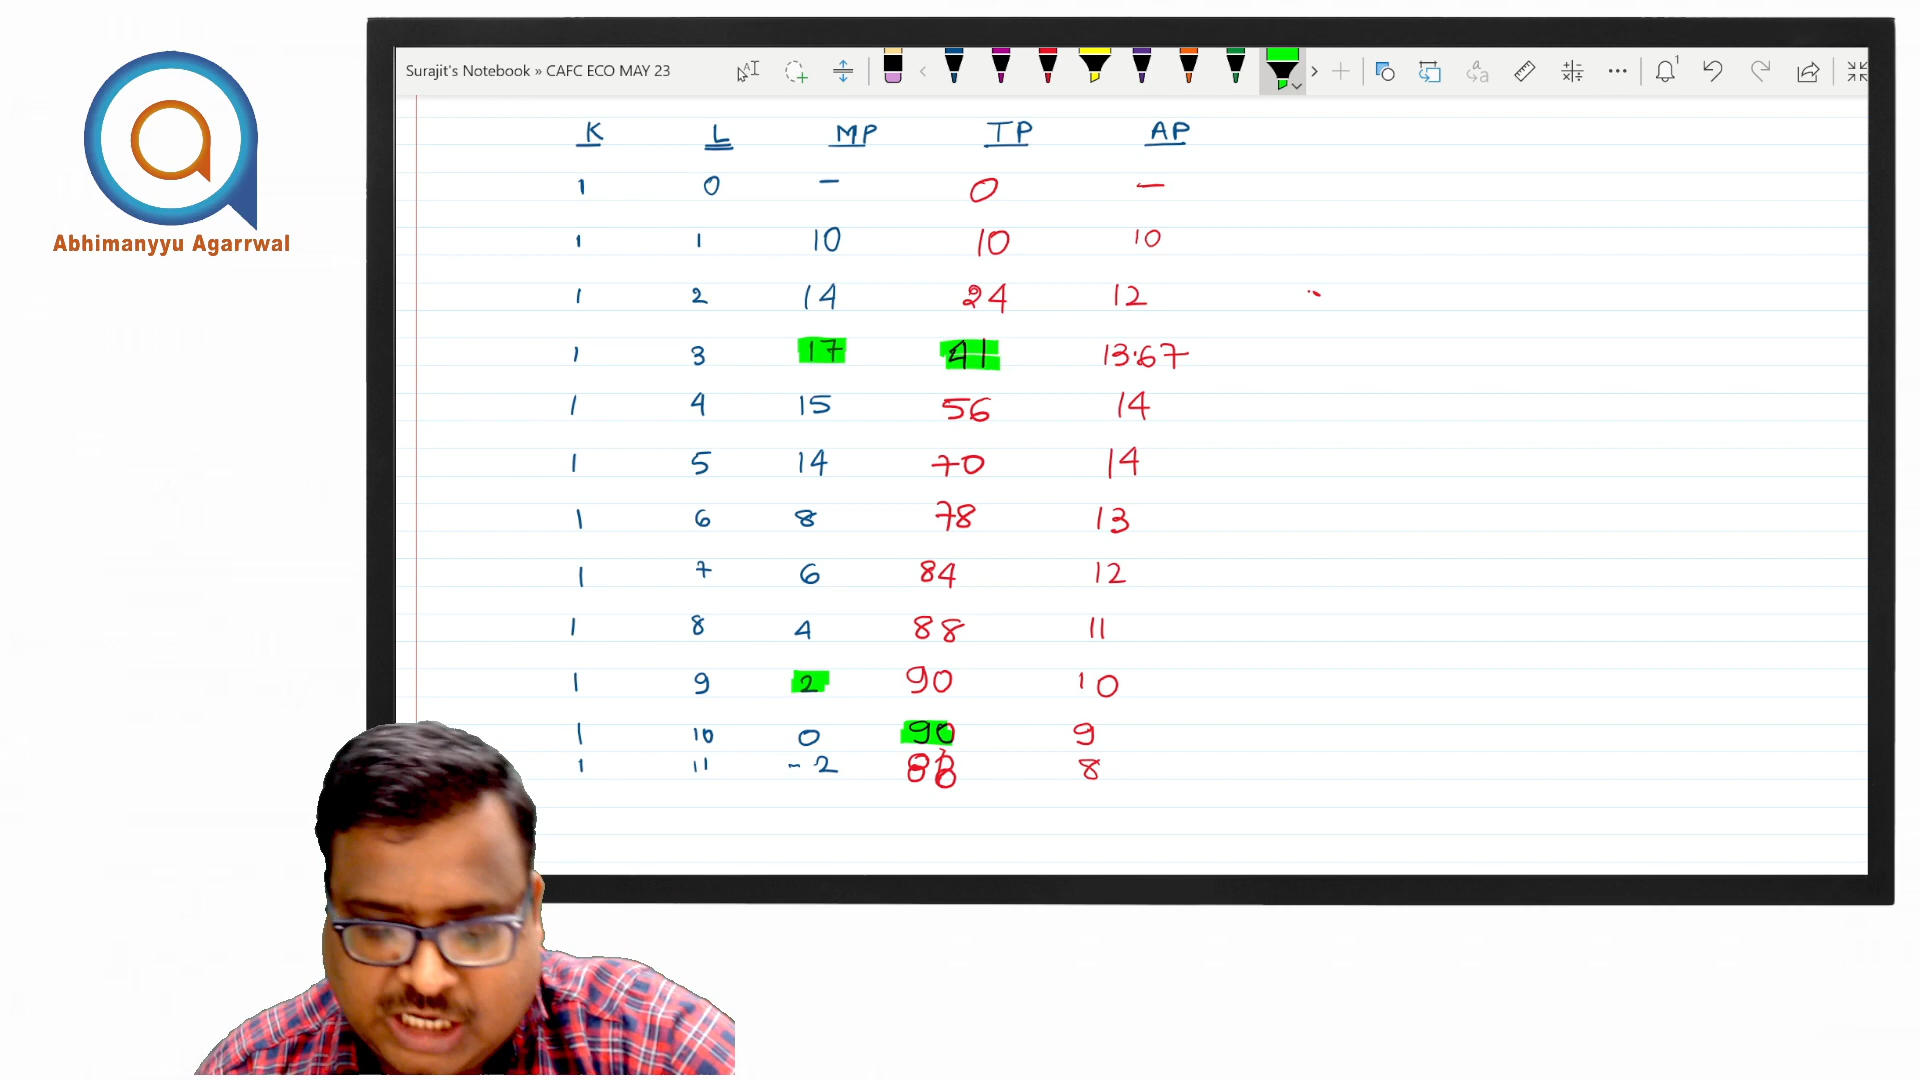 Surajit's Notebook » CAFC ECO MAY 23
Abhimanyyu Agarrwal
K L MP TP AP
1 0 – 0 –
1 1 10 10 10
1 2 14 24 12
1 3 17 41 13.67
1 4 15 56 14
1 5 14 70 14
1 6 8 78 13
1 7 6 84 12
1 8 4 88 11
1 9 2 90 10
1 10 0 90 9
1 11 -2 88 8